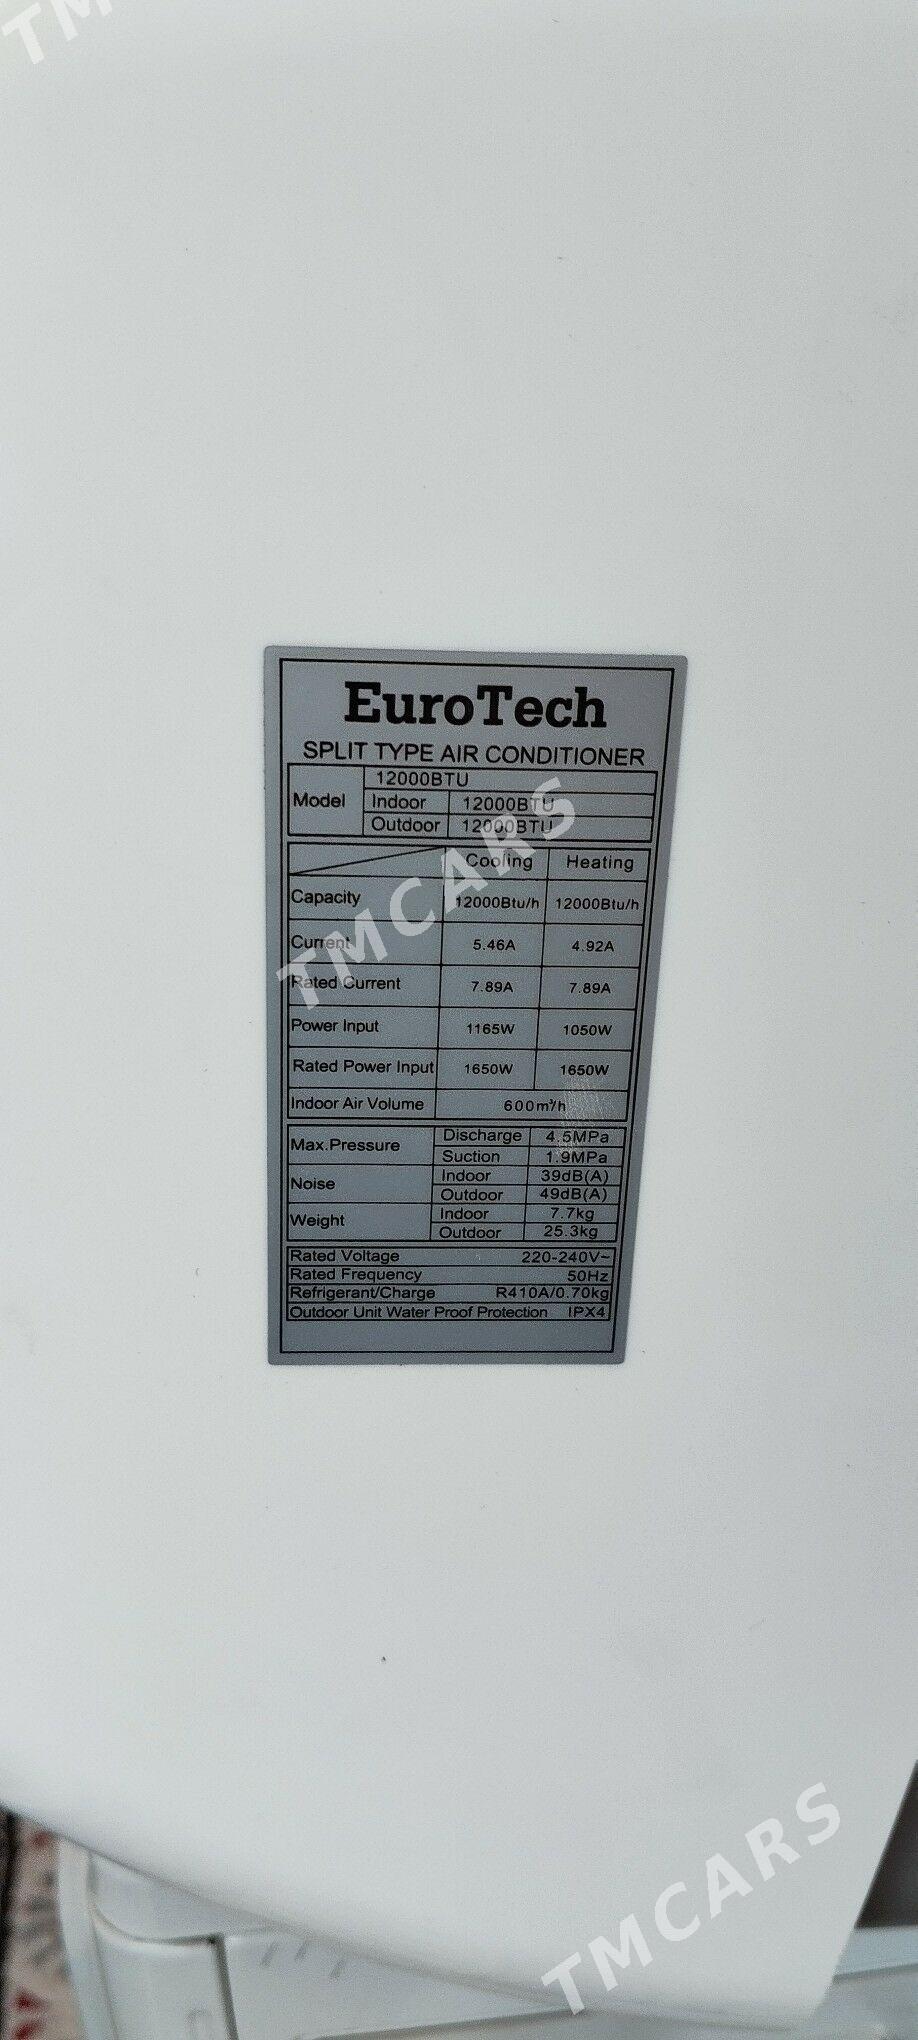 TM
EuroTech
SPLIT TYPE AIR CONDITIONER
Model 12000BTU
Indoor 12000BTU
Outdoor 12000BTU
Cooling Heating
Capacity 12000Btu/h 12000Btu/h
Current 5.46A 4.92A
Rated Current 7.89A 7.89A
Power Input 1165W 1050W
Rated Power Input 1650W 1650W
Indoor Air Volume 600m³/h
Max.Pressure Discharge 4.5MPa
Suction 1.9MPa
Noise Indoor 39dB(A)
Outdoor 49dB(A)
Weight Indoor 7.7kg
Outdoor 25.3kg
Rated Voltage 220-240V~
Rated Frequency 50Hz
Refrigerant/Charge R410A/0.70kg
Outdoor Unit Water Proof Protection IPX4
TMCARS
TMCARS